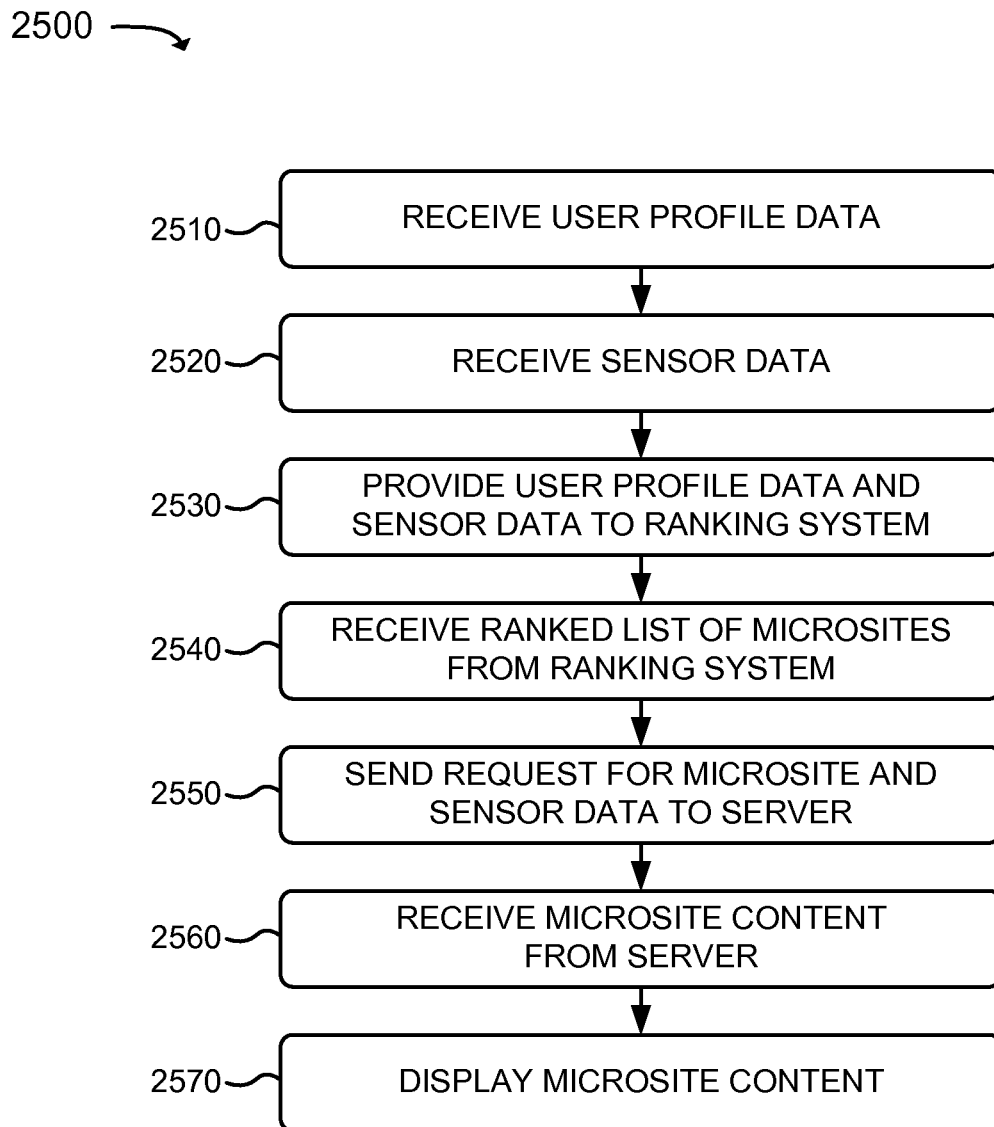 2500
2510
RECEIVE USER PROFILE DATA
2520
RECEIVE SENSOR DATA
2530
PROVIDE USER PROFILE DATA AND
SENSOR DATA TO RANKING SYSTEM
2540
RECEIVE RANKED LIST OF MICROSITES
FROM RANKING SYSTEM
2550
SEND REQUEST FOR MICROSITE AND
SENSOR DATA TO SERVER
2560
RECEIVE MICROSITE CONTENT
FROM SERVER
2570
DISPLAY MICROSITE CONTENT